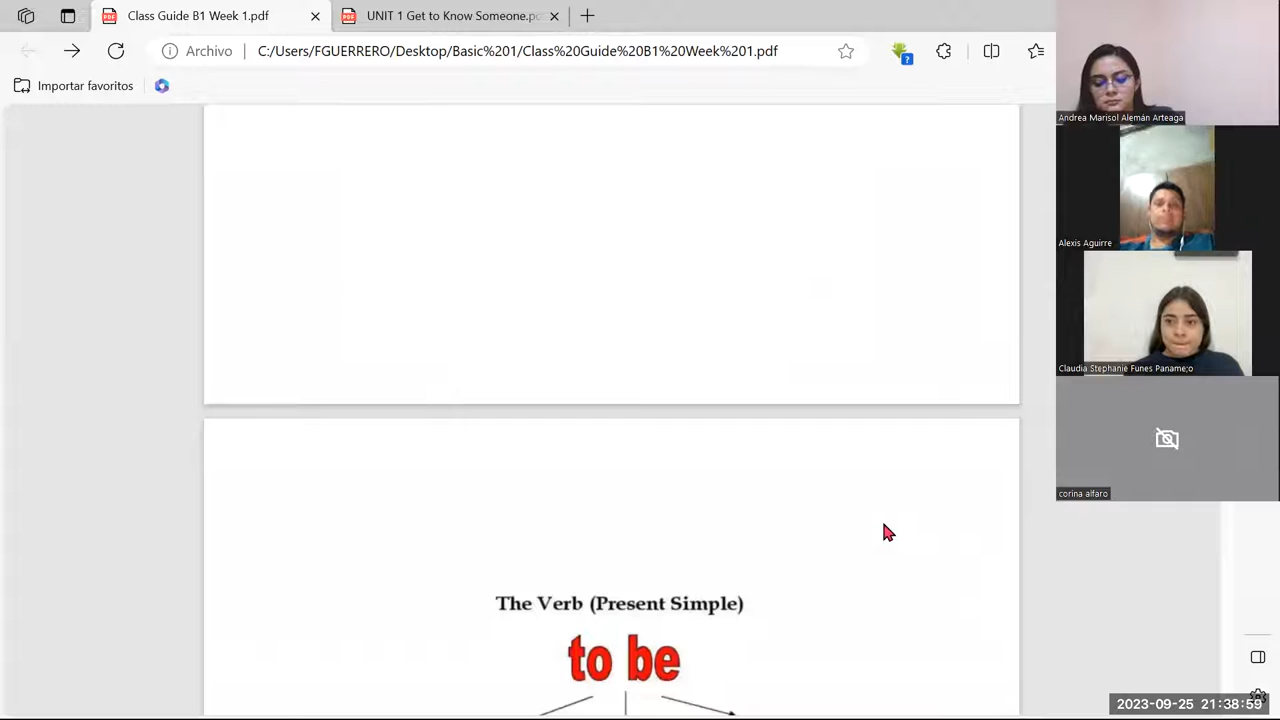 Class Guide B1 Week 1.pdf
UNIT 1 Get to Know Someone.p
Archivo
C:/Users/FGUERRERO/Desktop/Basic%201/Class%20Guide%20B1%20Week%201.pdf
Importar favoritos
Andrea Marisol Alemán Arteaga
Alexis Aguirre
Claudia Stephanie Funes Paname;o
corina alfaro
The Verb (Present Simple)
to be
2023-09-25 21:38:59